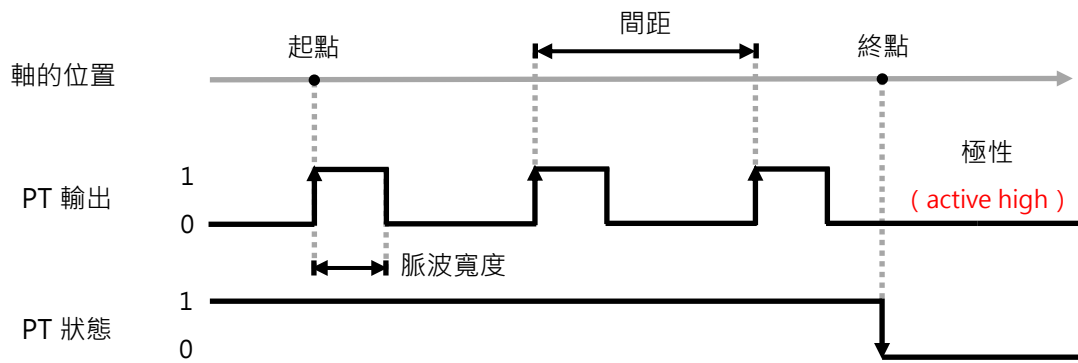 間距
起點
終點
軸的位置
極性
1
PT 輸出
( active high )
0
脈波寬度
1
PT 狀態
0